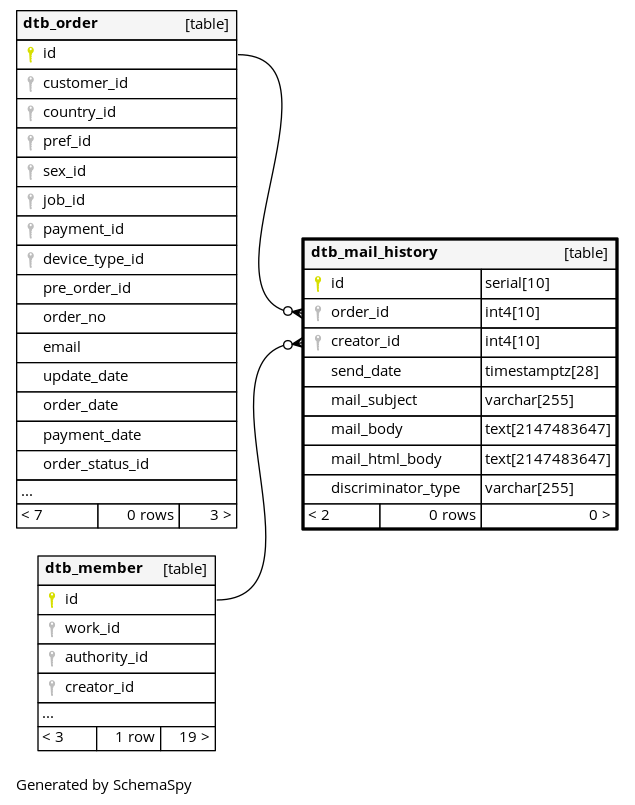 dtb_order [table]
id
customer_id
country_id
pref_id
sex_id
job_id
payment_id
device_type_id
pre_order_id
order_no
email
update_date
order_date
payment_date
order_status_id
...
< 7 0 rows 3 >
dtb_mail_history [table]
id serial[10]
order_id int4[10]
creator_id int4[10]
send_date timestamptz[28]
mail_subject varchar[255]
mail_body text[2147483647]
mail_html_body text[2147483647]
discriminator_type varchar[255]
< 2 0 rows 0 >
dtb_member [table]
id
work_id
authority_id
creator_id
...
< 3 1 row 19 >
Generated by SchemaSpy